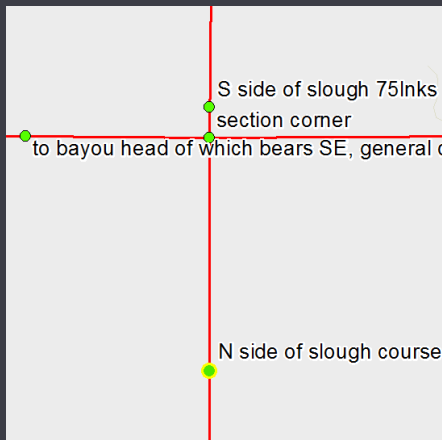 S side of slough 75lnks
section corner
to bayou head of which bears SE, general
N side of slough course